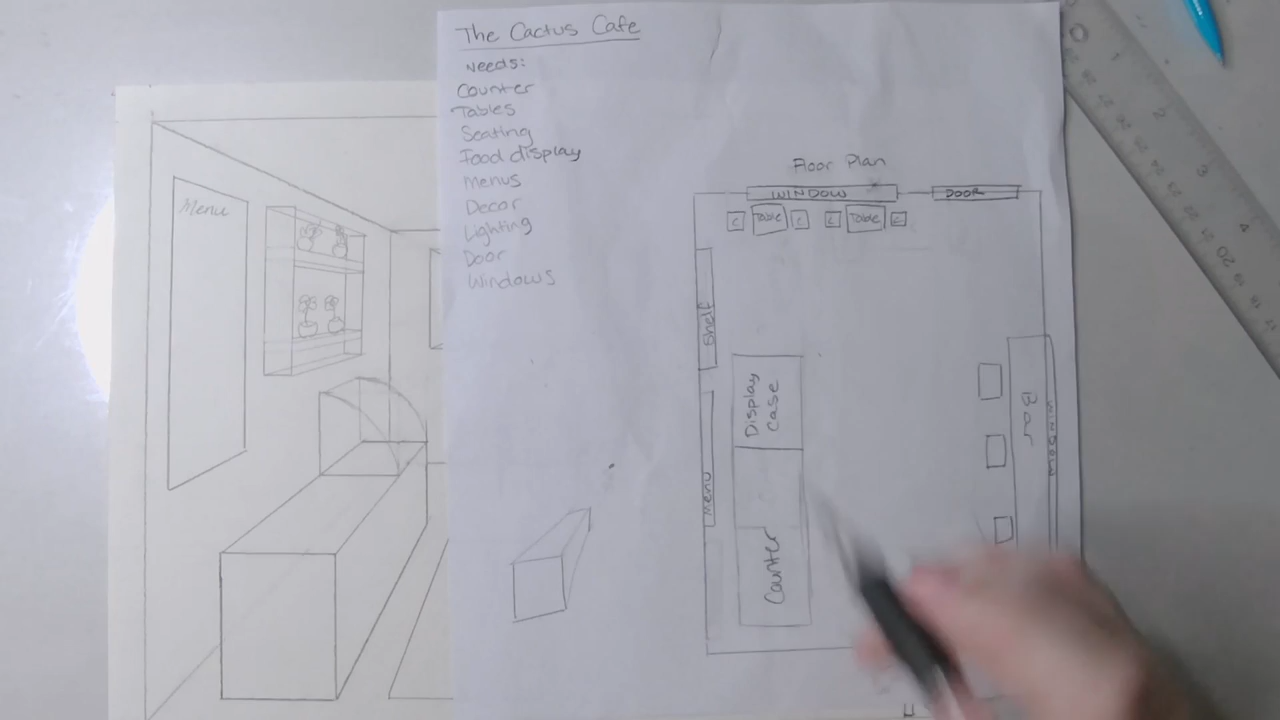 The Cactus Cafe
Needs:
Counter
Tables
Seating
Food display
Menus
Decor
Lighting
Door
Windows
Menu
Floor Plan
WINDOW
DOOR
C Table C C Table C
Shelf
Display
Case
Bar
WINDOW
Menu
Counter